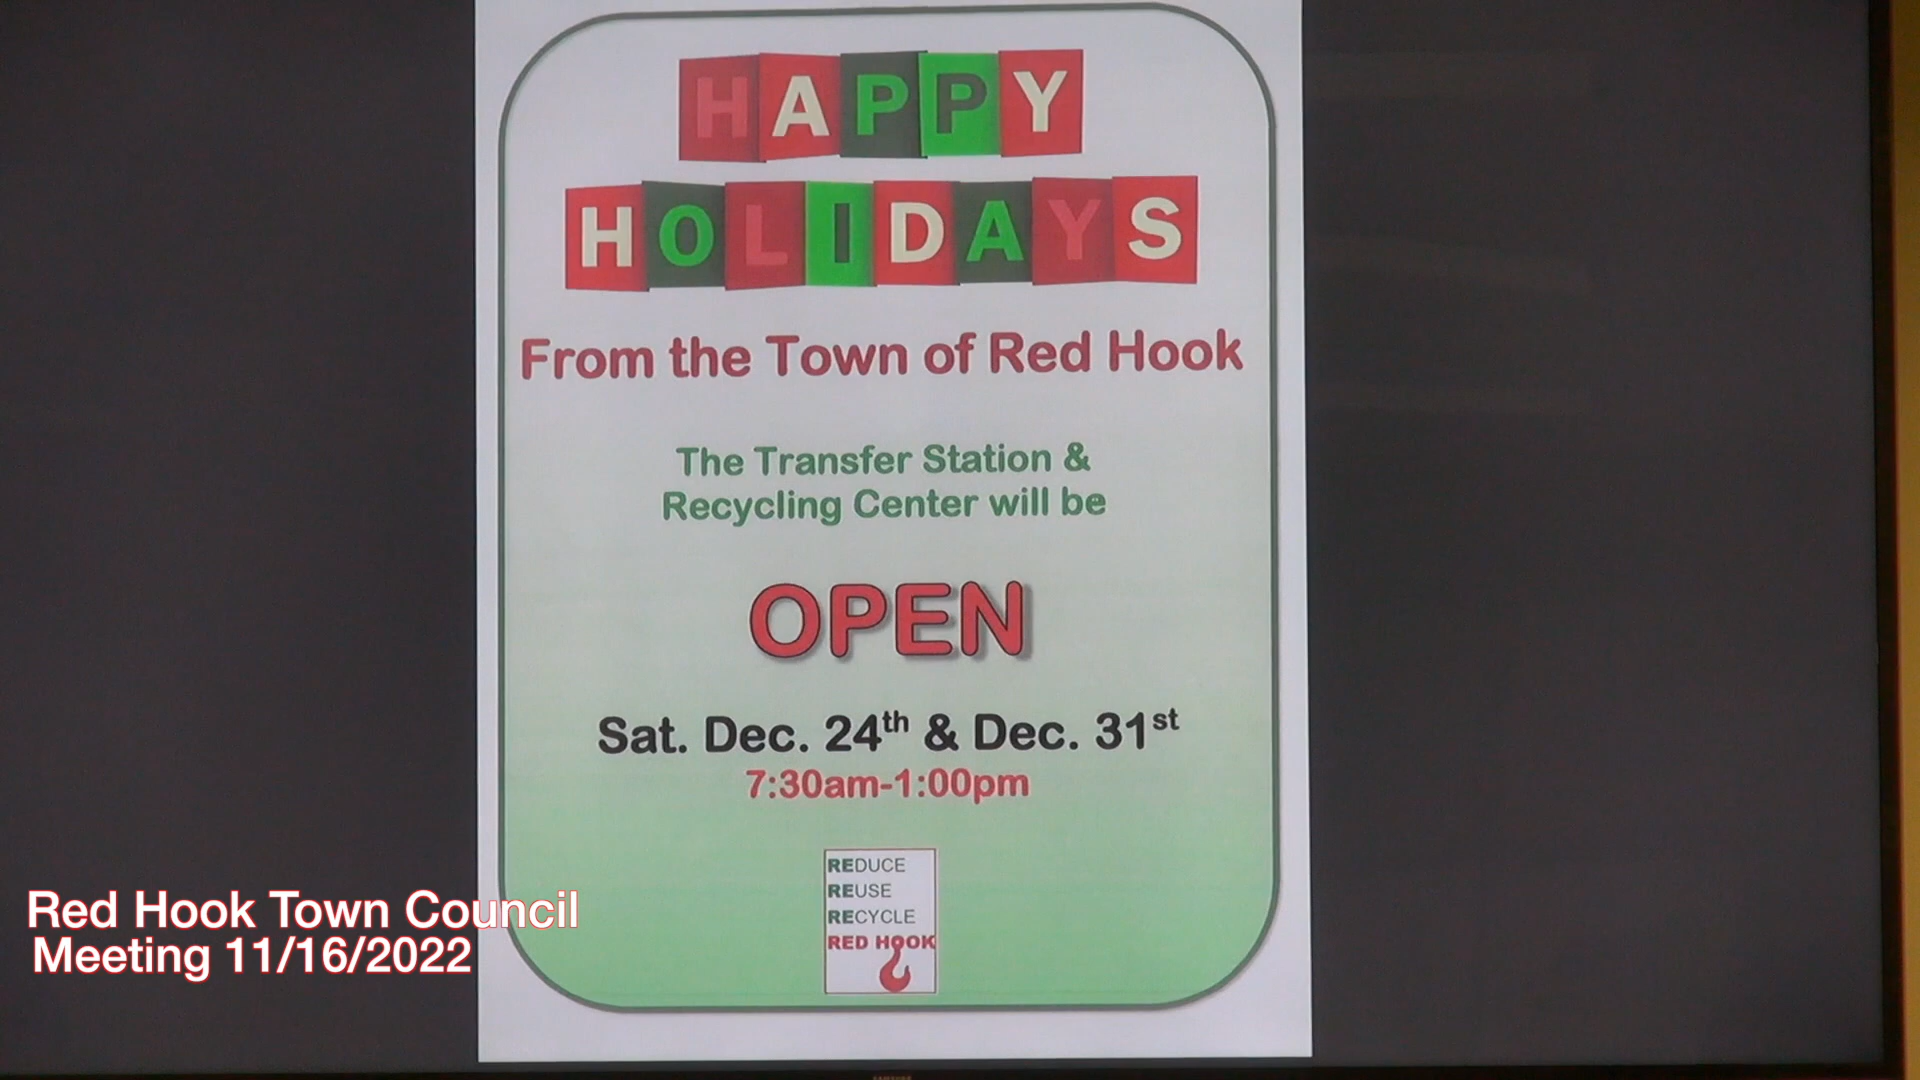 HAPPY
HOLIDAYS
From the Town of Red Hook
The Transfer Station &
Recycling Center will be
OPEN
Sat. Dec. 24th & Dec. 31st
7:30am-1:00pm
REDUCE
REUSE
RECYCLE
RED HOOK
Red Hook Town Council
Meeting 11/16/2022